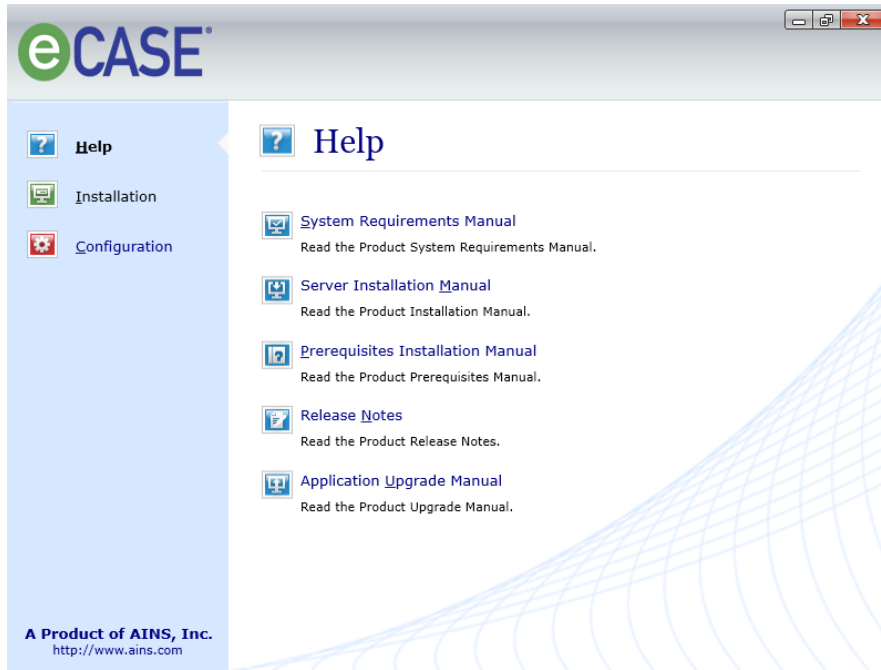 eCASE
Help
Installation
Configuration
Help
System Requirements Manual
Read the Product System Requirements Manual.
Server Installation Manual
Read the Product Installation Manual.
Prerequisites Installation Manual
Read the Product Prerequisites Manual.
Release Notes
Read the Product Release Notes.
Application Upgrade Manual
Read the Product Upgrade Manual.
A Product of AINS, Inc.
http://www.ains.com